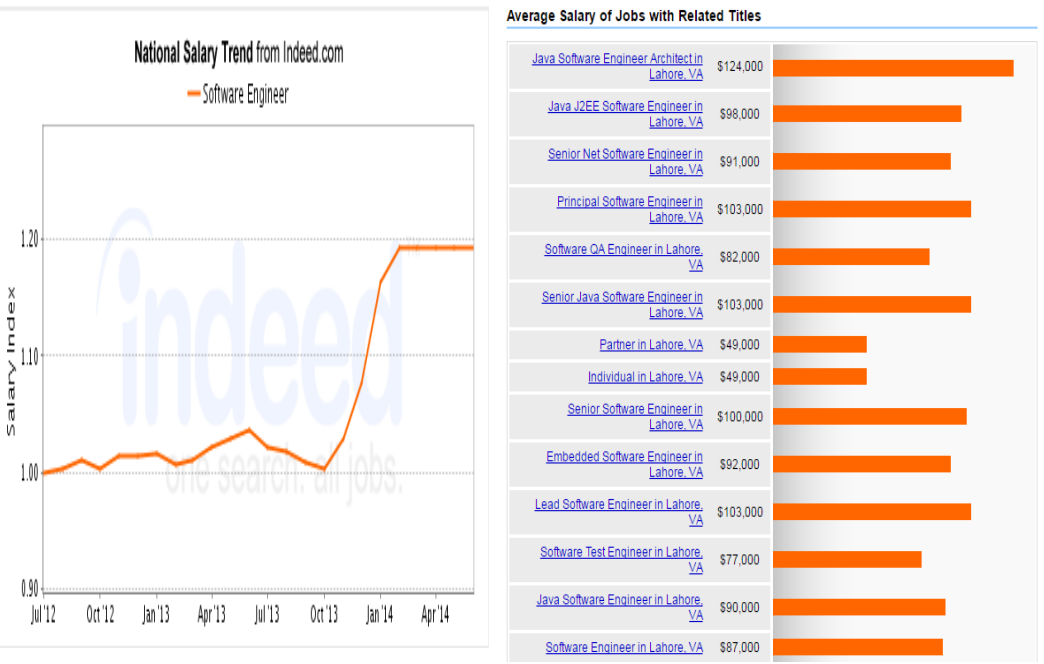 National Salary Trend from Indeed.com
Software Engineer
1.20
1.10
1.00
0.90
Salary Index
indeed
one search. all jobs.
Jul '12 Oct '12 Jan '13 Apr '13 Jul '13 Oct '13 Jan '14 Apr '14
Average Salary of Jobs with Related Titles
Java Software Engineer Architect in
Lahore, VA $124,000
Java J2EE Software Engineer in
Lahore, VA $98,000
Senior Net Software Engineer in
Lahore, VA $91,000
Principal Software Engineer in
Lahore, VA $103,000
Software QA Engineer in Lahore,
VA $82,000
Senior Java Software Engineer in
Lahore, VA $103,000
Partner in Lahore, VA $49,000
Individual in Lahore, VA $49,000
Senior Software Engineer in
Lahore, VA $100,000
Embedded Software Engineer in
Lahore, VA $92,000
Lead Software Engineer in Lahore,
VA $103,000
Software Test Engineer in Lahore,
VA $77,000
Java Software Engineer in Lahore,
VA $90,000
Software Engineer in Lahore, VA $87,000